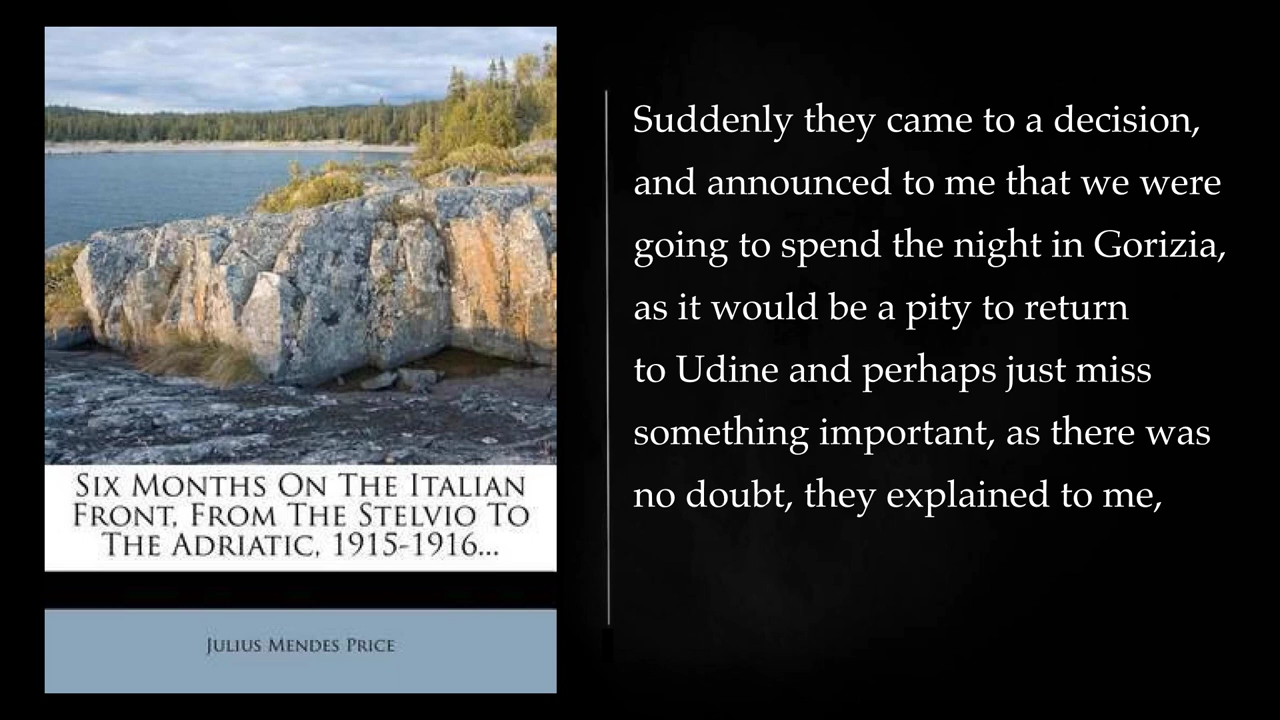 Suddenly they came to a decision,
and announced to me that we were
going to spend the night in Gorizia,
as it would be a pity to return
to Udine and perhaps just miss
something important, as there was
no doubt, they explained to me,
Six Months On The Italian
Front, From The Stelvio To
The Adriatic, 1915-1916...
Julius Mendes Price